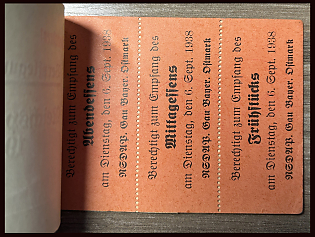 Berechtigt zum Empfang des
Abendessens
am Dienstag, den 6. Sept. 1938
NSDAP. Gau Bayer. Ostmark
Berechtigt zum Empfang des
Mittagessens
am Dienstag, den 6. Sept. 1938
NSDAP. Gau Bayer. Ostmark
Berechtigt zum Empfang des
Frühstücks
am Dienstag, den 6. Sept. 1938
NSDAP. Gau Bayer. Ostmark